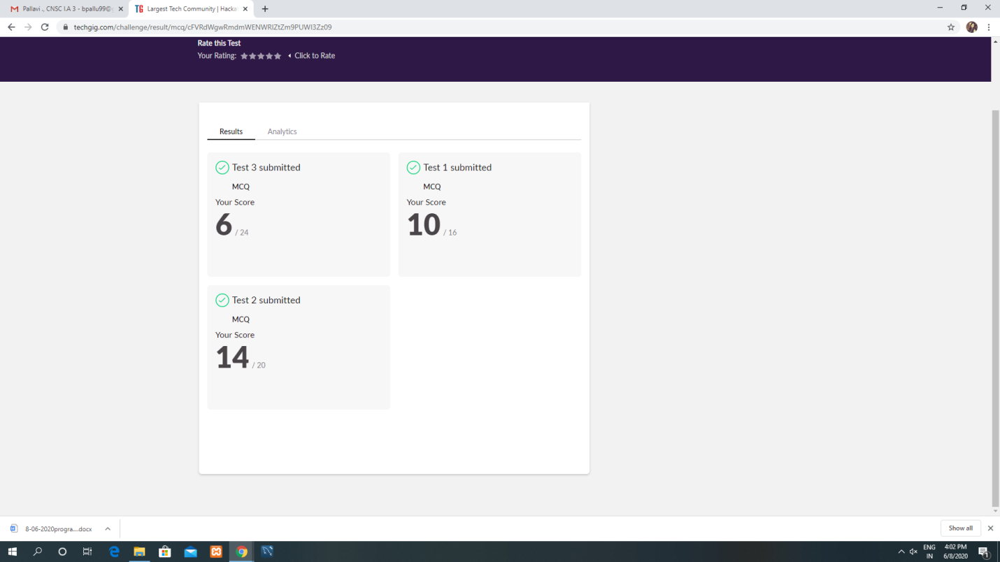 Pallavi ., CNSC I.A 3 - bpallu99@g
Largest Tech Community | Hacka
techgig.com/challenge/result/mcq/cFVRdWgwRmdmWENWRlZtZm9PUWI3Zz09
Rate this Test
Your Rating: Click to Rate
Results Analytics
Test 3 submitted
MCQ
Your Score
6 / 24
Test 1 submitted
MCQ
Your Score
10 / 16
Test 2 submitted
MCQ
Your Score
14 / 20
8-06-2020progra....docx
Show all
ENG
IN
4:02 PM
6/8/2020
1